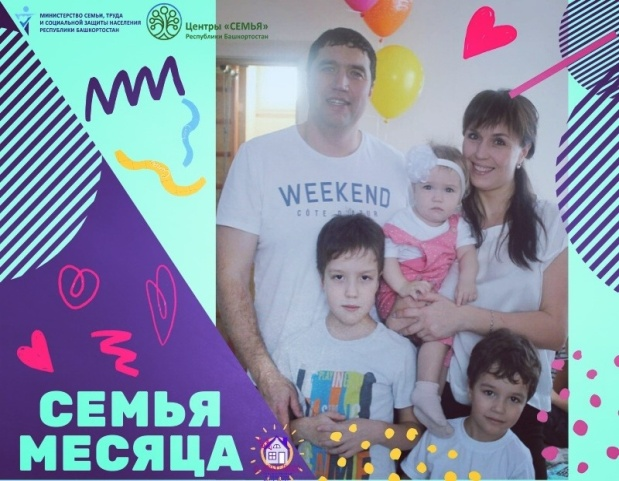 МИНИСТЕРСТВО СЕМЬИ, ТРУДА
И СОЦИАЛЬНОЙ ЗАЩИТЫ НАСЕЛЕНИЯ
РЕСПУБЛИКИ БАШКОРТОСТАН
Центры «СЕМЬЯ»
Республики Башкортостан
WEEKEND
СЕМЬЯ
МЕСЯЦА